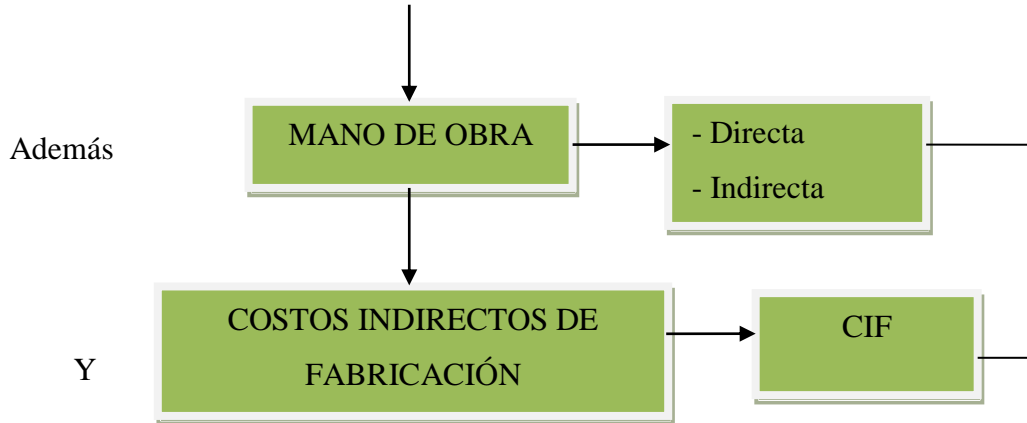 Además
MANO DE OBRA
- Directa
- Indirecta
Y
COSTOS INDIRECTOS DE
FABRICACIÓN
CIF